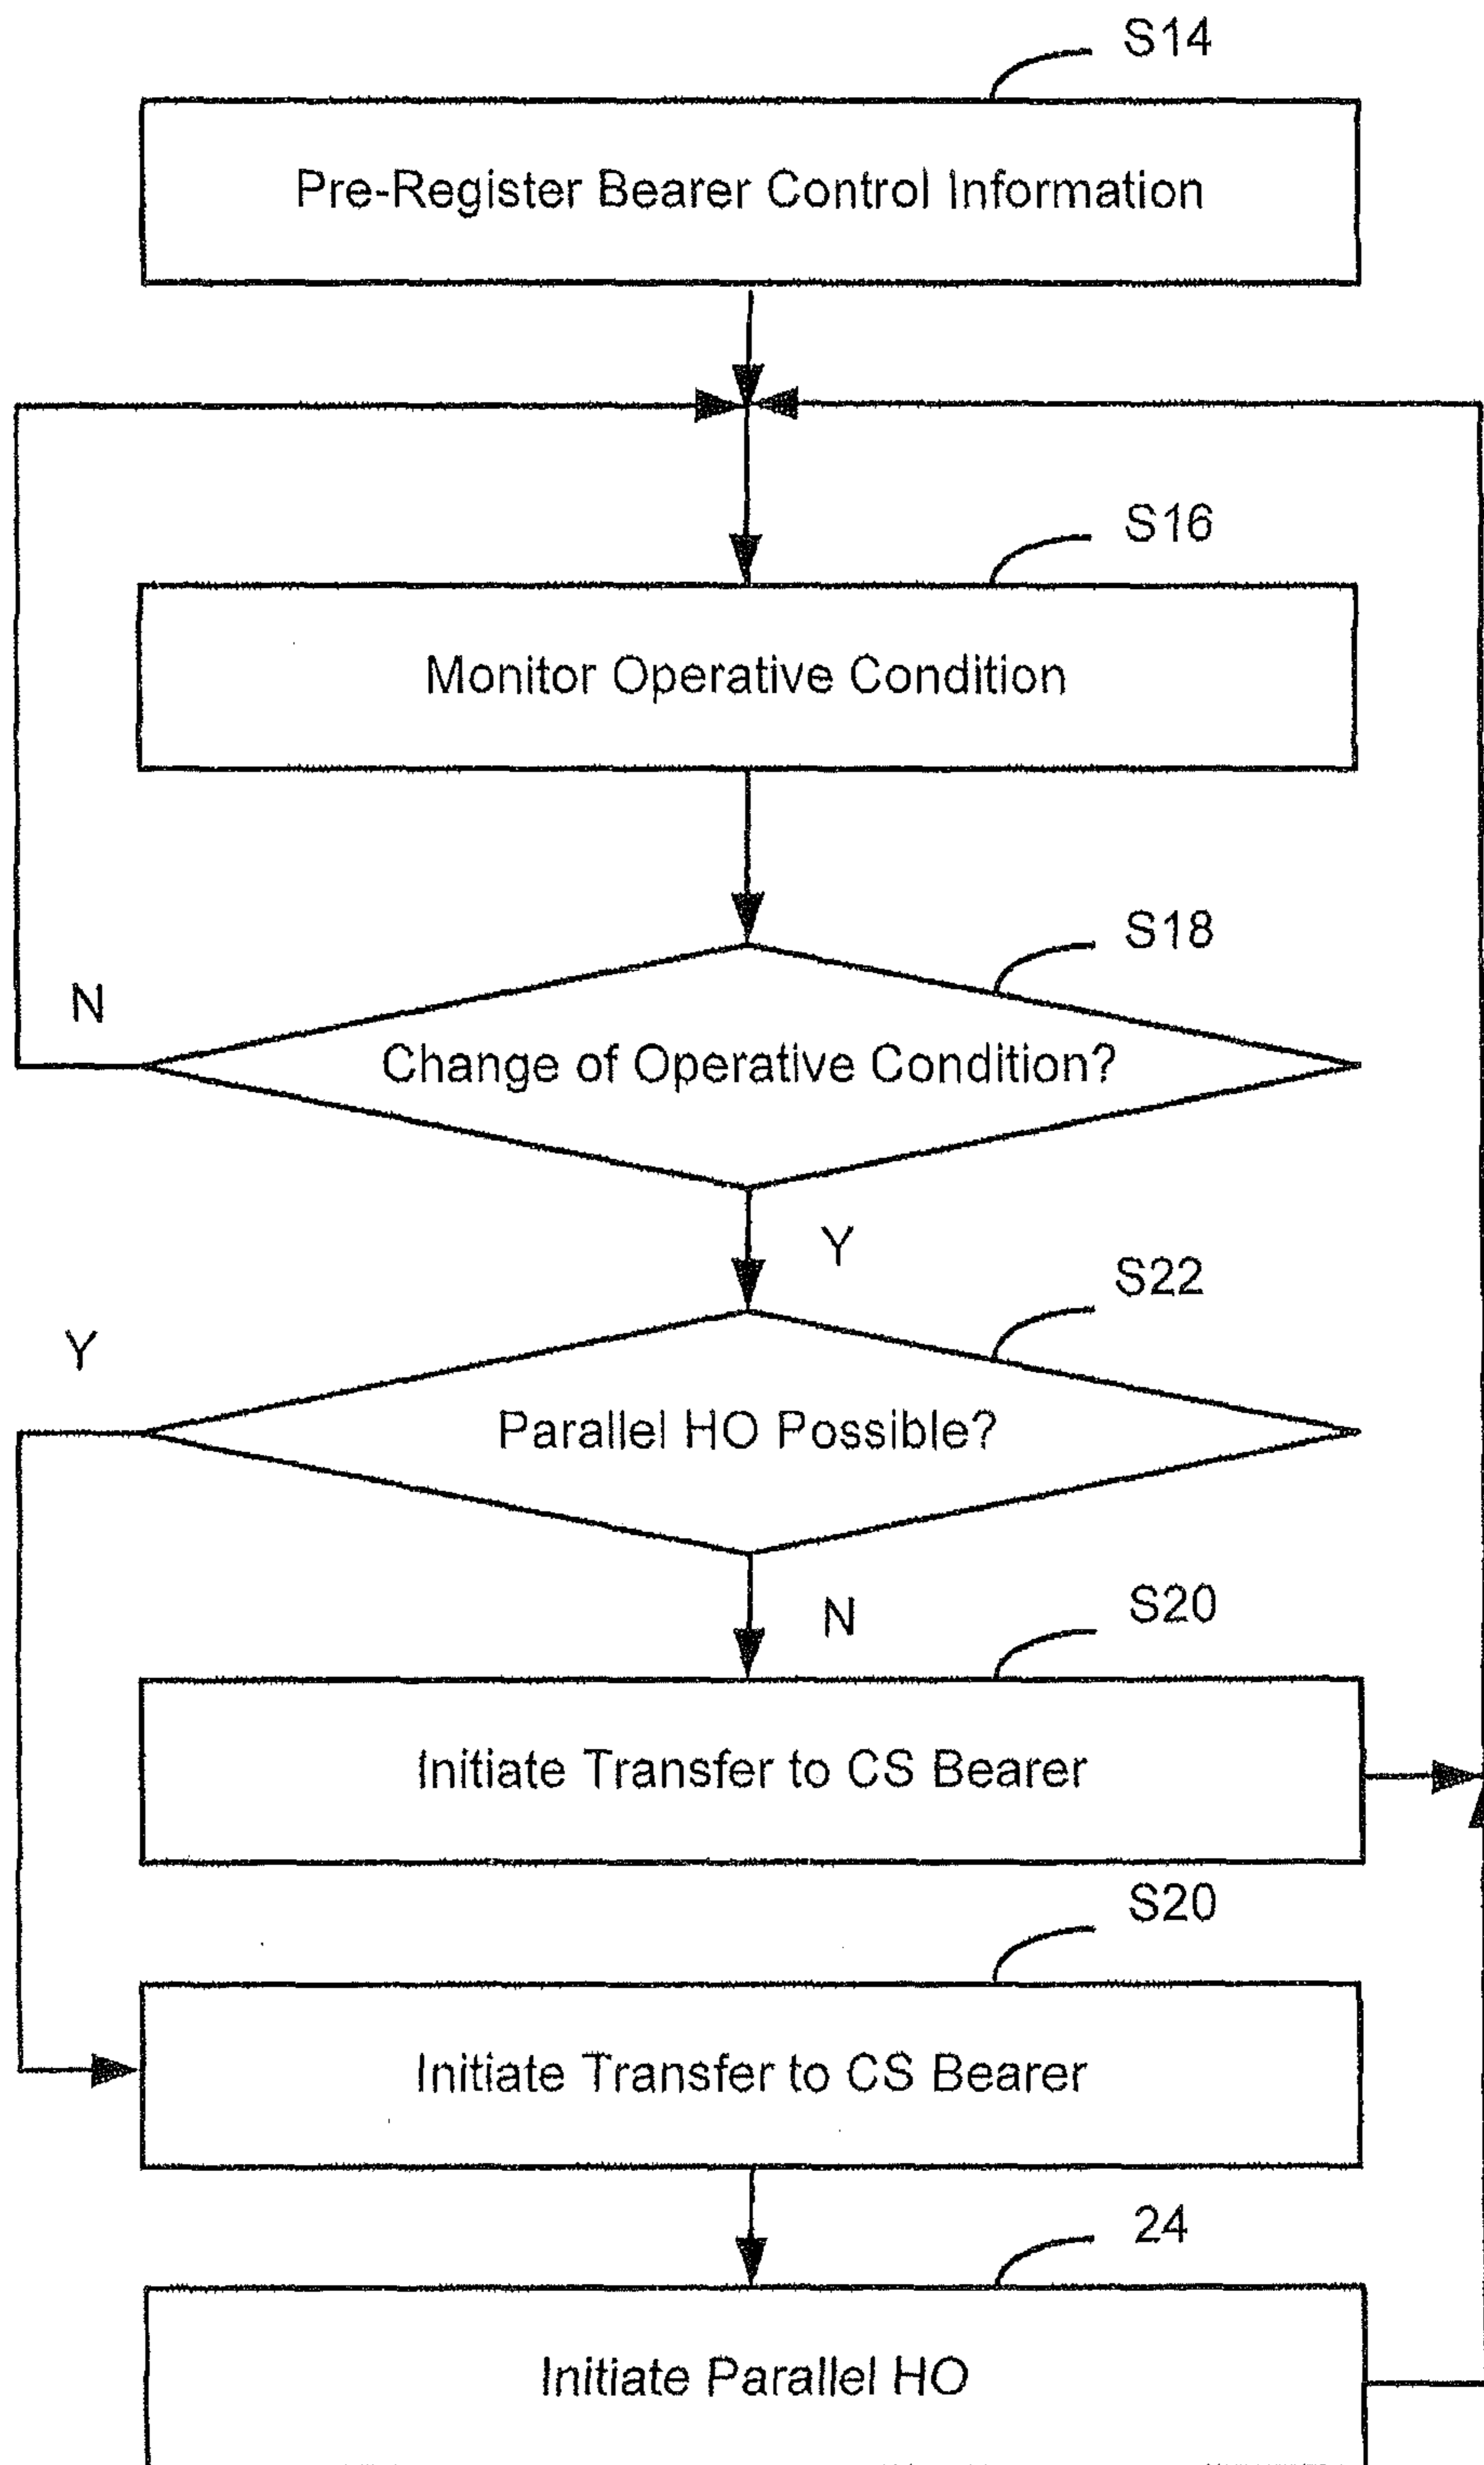 S14
Pre-Register Bearer Control Information
S16
Monitor Operative Condition
S18
N
Change of Operative Condition?
Y
S22
Y
Parallel HO Possible?
N
S20
Initiate Transfer to CS Bearer
S20
Initiate Transfer to CS Bearer
24
Initiate Parallel HO